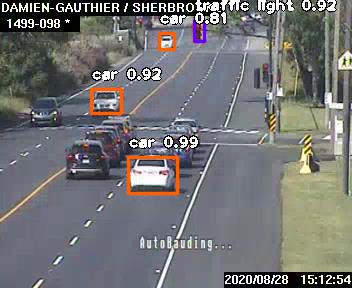 DAMIEN-GAUTHIER / SHERBRO traffic light 0.92
1499-098 *
car 0.81
car 0.92
car 0.99
AutoBauding...
2020/08/28 15:12:54